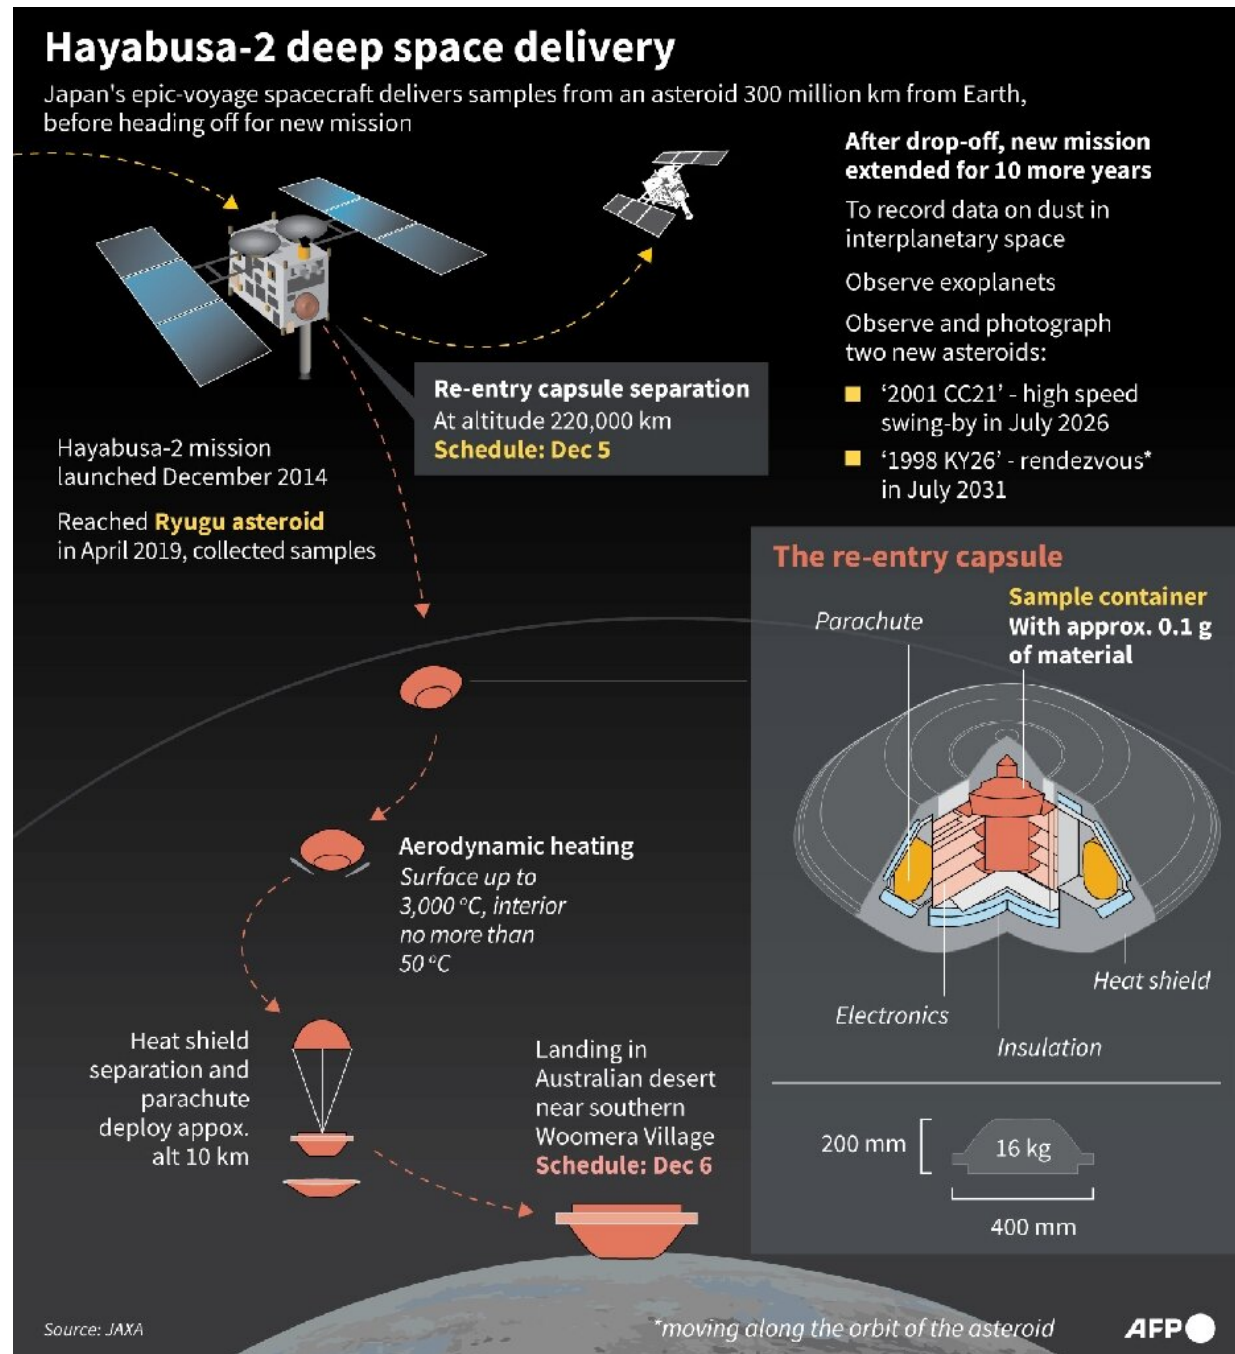 Hayabusa-2 deep space delivery
Japan's epic-voyage spacecraft delivers samples from an asteroid 300 million km from Earth,
before heading off for new mission
After drop-off, new mission
extended for 10 more years
To record data on dust in
interplanetary space
Observe exoplanets
Observe and photograph
two new asteroids:
‘2001 CC21’ - high speed
swing-by in July 2026
‘1998 KY26’ - rendezvous*
in July 2031
Re-entry capsule separation
At altitude 220,000 km
Schedule: Dec 5
Hayabusa-2 mission
launched December 2014
Reached Ryugu asteroid
in April 2019, collected samples
The re-entry capsule
Sample container
With approx. 0.1 g
of material
Parachute
Heat shield
Electronics
Insulation
200 mm
16 kg
400 mm
Aerodynamic heating
Surface up to
3,000 °C, interior
no more than
50 °C
Heat shield
separation and
parachute
deploy appox.
alt 10 km
Landing in
Australian desert
near southern
Woomera Village
Schedule: Dec 6
Source: JAXA
*moving along the orbit of the asteroid
AFP